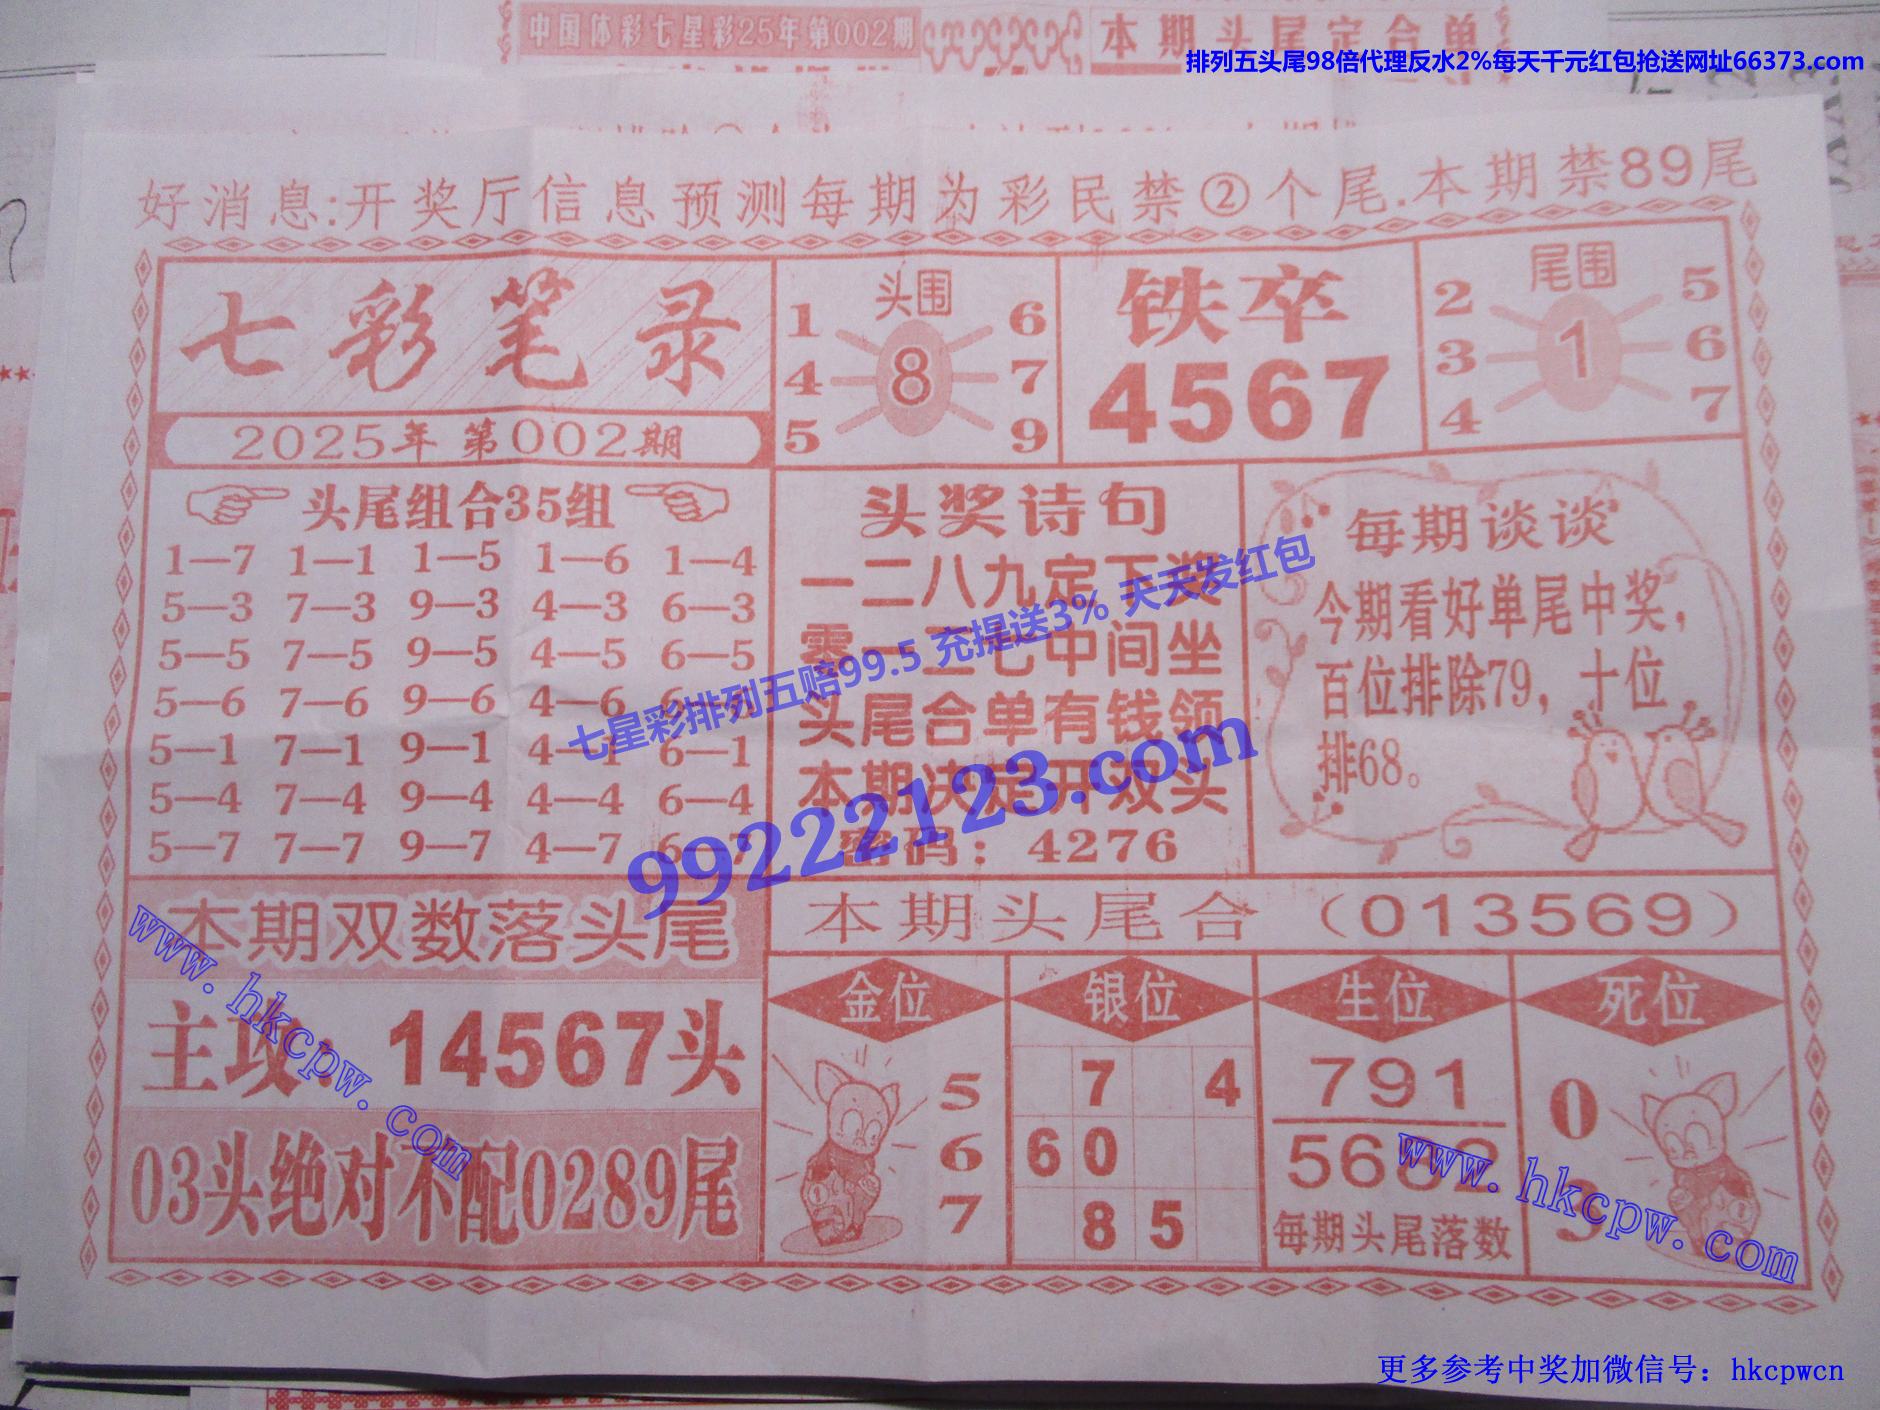 中国体彩七星彩25年第002期
本期头尾定合单
排列五头尾98倍代理反水2%每天千元红包抢送网址66373.com
好消息:开奖厅信息预测每期为彩民禁②个尾.本期禁89尾
七彩笔录
2025年 第002期
头尾组合35组
1—7 1—1 1—5 1—6 1—4
5—3 7—3 9—3 4—3 6—3
5—5 7—5 9—5 4—5 6—5
5—6 7—6 9—6 4—6 6—
5—1 7—1 9—1 4—1 6—1
5—4 7—4 9—4 4—4 6—4
5—7 7—7 9—7 4—7 6—7
头围
1 6
4 8 7
5 9
铁卒
4567
尾围
2 5
3 1 6
4 7
头奖诗句
一二八九定下奖
零一二七中间坐
头尾合单有钱领
本期决定开双头
密码：4276
每期谈谈
今期看好单尾中奖，
百位排除79，十位
排68。
七星彩排列五赔99.5 充提送3% 天天发红包
99222123.com
本期双数落头尾
主攻：14567头
03头绝对不配0289尾
本期头尾合（013569）
金位
5
6
7
银位
7 4
60
85
生位
791
5682
每期头尾落数
死位
0
3
www.hkcpw.com
www.hkcpw.com
更多参考中奖加微信号：hkcpwcn